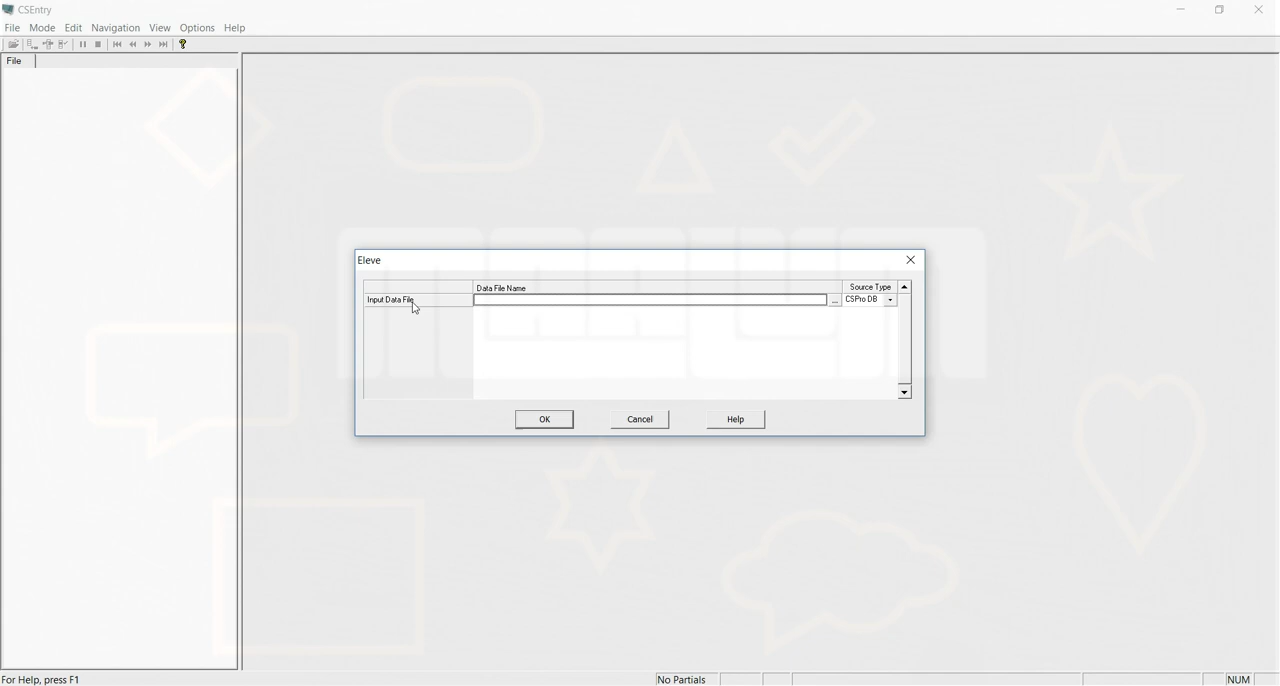 CSEntry
File Mode Edit Navigation View Options Help
File
Eleve
Data File Name Source Type
Input Data File ... CSPro DB
OK Cancel Help
For Help, press F1 No Partials NUM